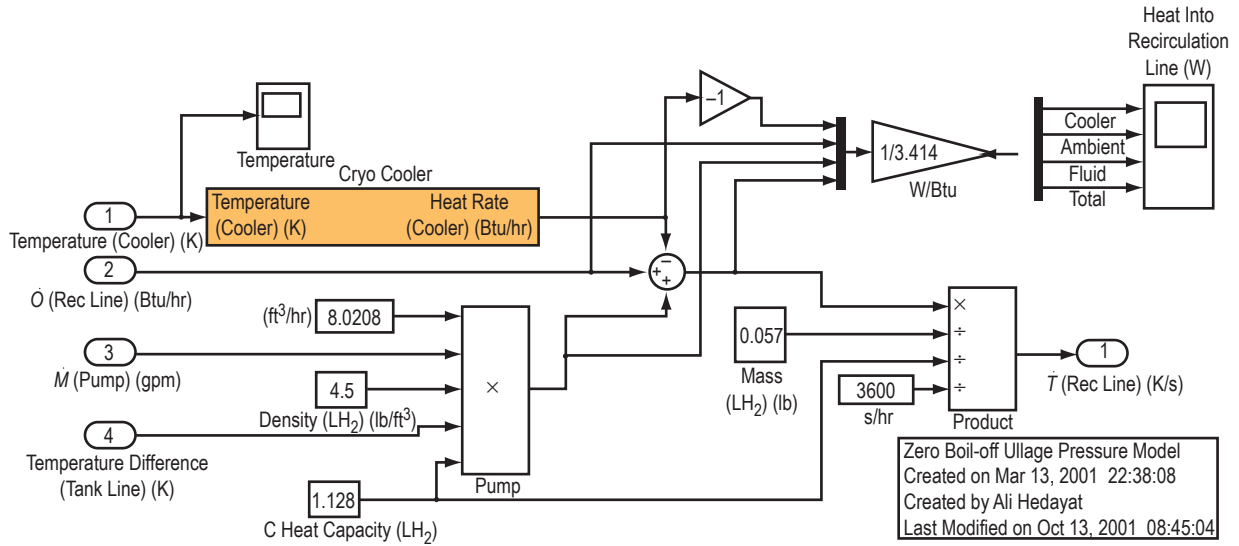 Heat Into
Recirculation
Line (W)
–1
Temperature
Cooler
Ambient
Fluid
Total
1/3.414
W/Btu
Cryo Cooler
Temperature
(Cooler) (K)
Heat Rate
(Cooler) (Btu/hr)
1
Temperature (Cooler) (K)
2
Ȯ (Rec Line) (Btu/hr)
–
+
+
(ft³/hr)
8.0208
×
÷
÷
÷
0.057
Mass
(LH₂) (lb)
3
Ṁ (Pump) (gpm)
×
1
Ṫ (Rec Line) (K/s)
4.5
Density (LH₂) (lb/ft³)
3600
s/hr
Product
4
Temperature Difference
(Tank Line) (K)
Pump
1.128
C Heat Capacity (LH₂)
Zero Boil-off Ullage Pressure Model
Created on Mar 13, 2001 22:38:08
Created by Ali Hedayat
Last Modified on Oct 13, 2001 08:45:04